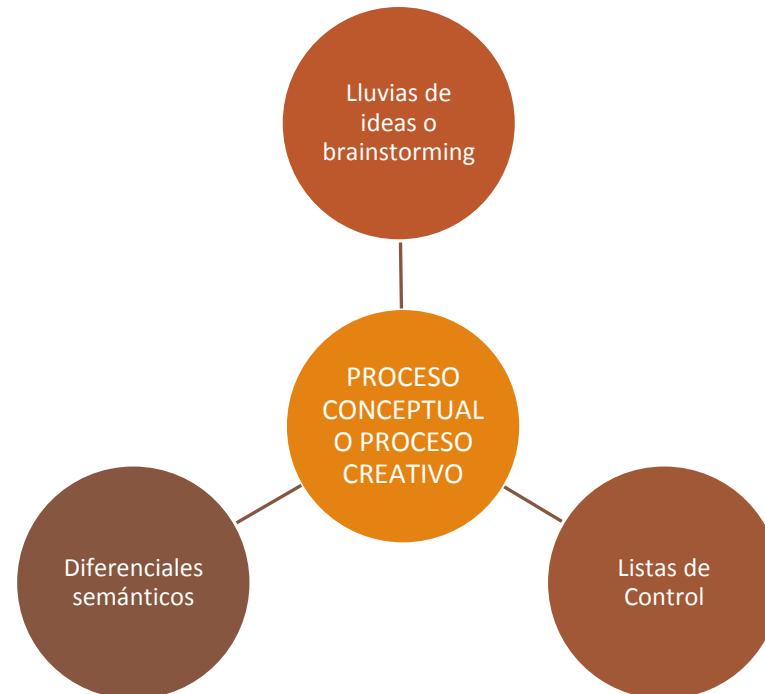 Lluvias de
ideas o
brainstorming
PROCESO
CONCEPTUAL
O PROCESO
CREATIVO
Diferenciales
semánticos
Listas de
Control